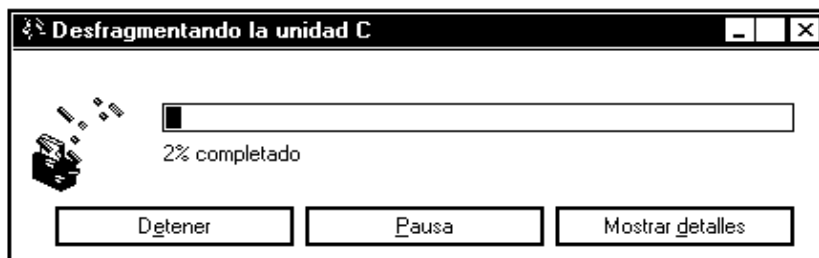 Desfragmentando la unidad C
2% completado
Detener Pausa Mostrar detalles